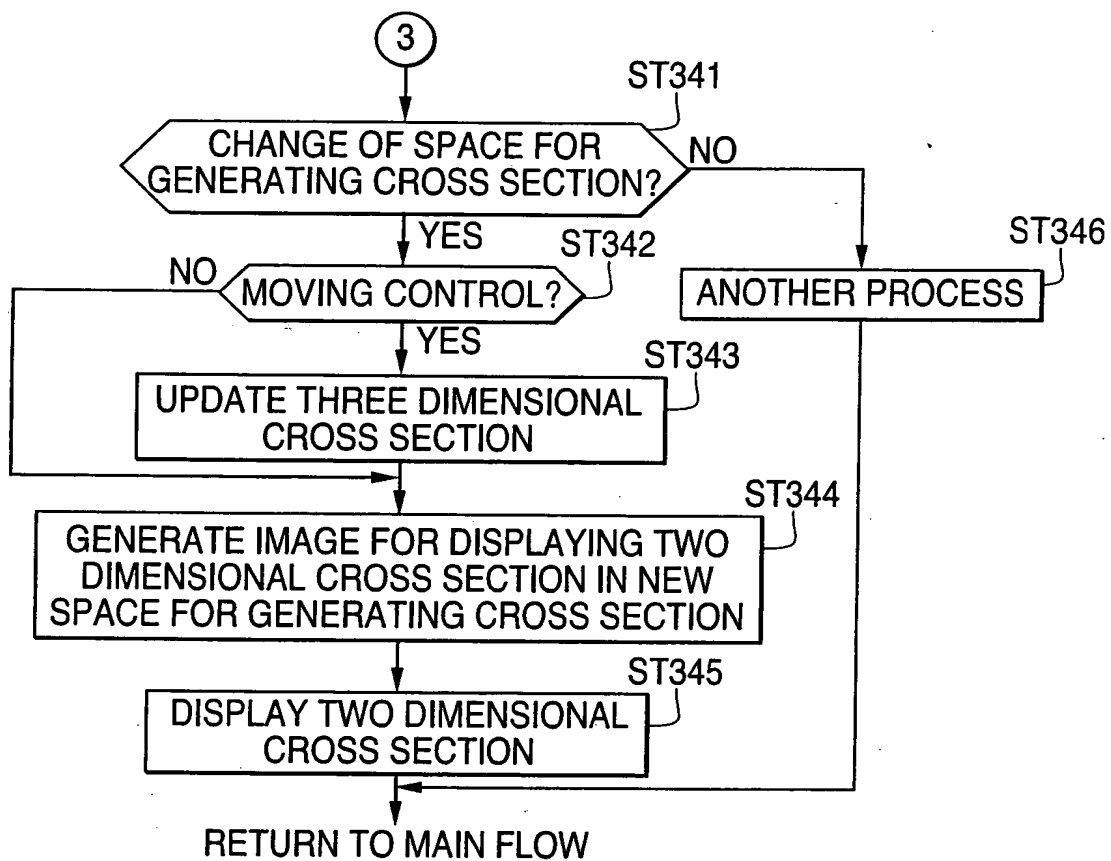 3
ST341
CHANGE OF SPACE FOR
GENERATING CROSS SECTION?
NO
YES
ST342
ST346
NO
MOVING CONTROL?
ANOTHER PROCESS
YES
ST343
UPDATE THREE DIMENSIONAL
CROSS SECTION
ST344
GENERATE IMAGE FOR DISPLAYING TWO
DIMENSIONAL CROSS SECTION IN NEW
SPACE FOR GENERATING CROSS SECTION
ST345
DISPLAY TWO DIMENSIONAL
CROSS SECTION
RETURN TO MAIN FLOW